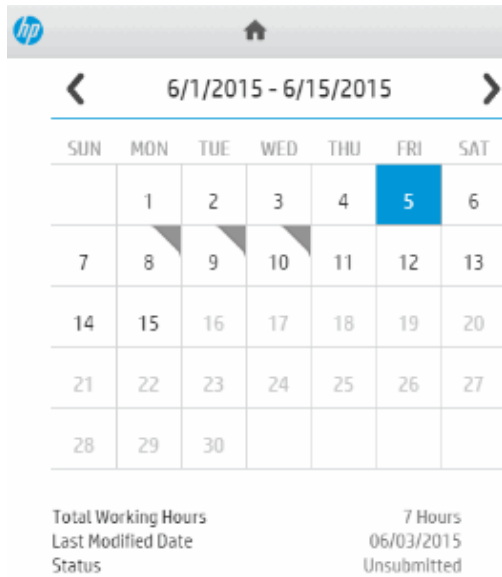 hp
6/1/2015 - 6/15/2015
SUN MON TUE WED THU FRI SAT
1 2 3 4 5 6
7 8 9 10 11 12 13
14 15 16 17 18 19 20
21 22 23 24 25 26 27
28 29 30
Total Working Hours 7 Hours
Last Modified Date 06/03/2015
Status Unsubmitted